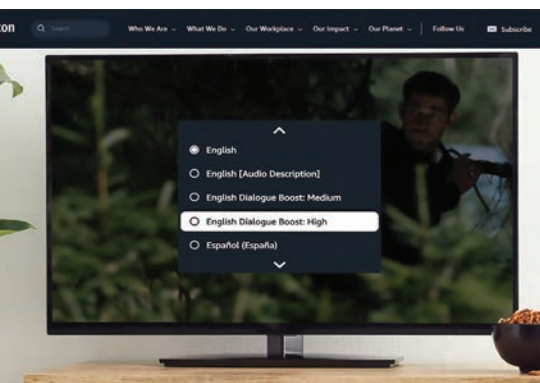 Search
Who We Are What We Do Our Workplace Our Impact Our Planet Follow Us Subscribe
English
English [Audio Description]
English Dialogue Boost: Medium
English Dialogue Boost: High
Español (España)